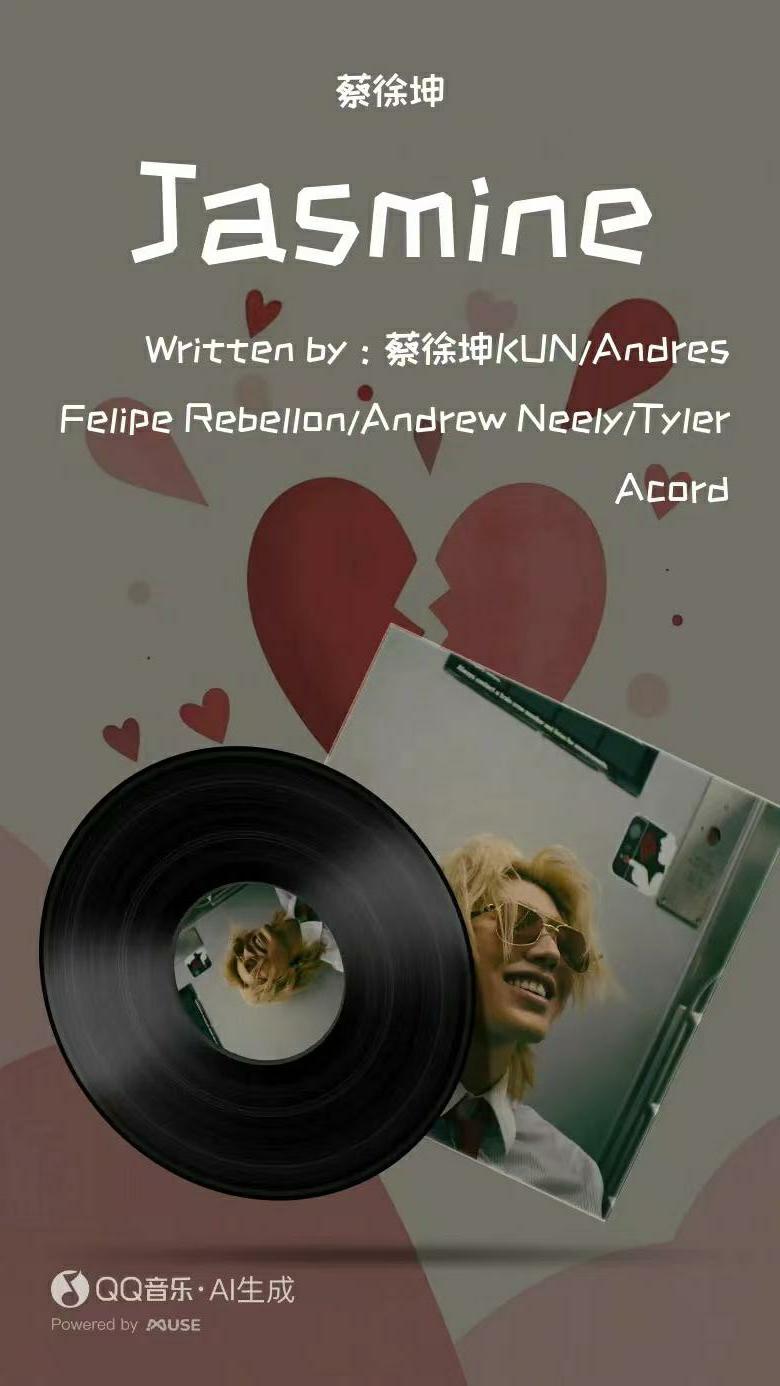 蔡徐坤
Jasmine
Written by：蔡徐坤KUN/Andres
Felipe Rebellon/Andrew Neely/Tyler
Acord
QQ音乐·AI生成
Powered by MUSE